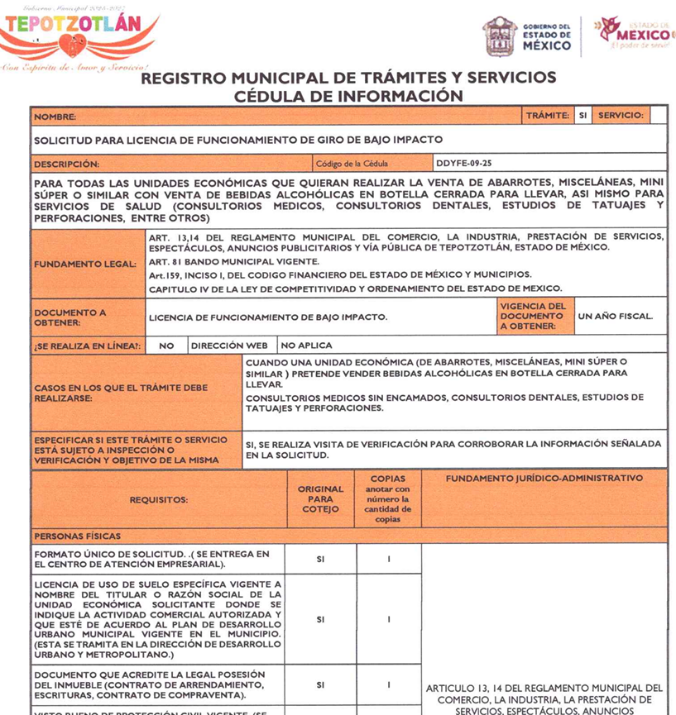 Gobierno Municipal 2025-2027
TEPOTZOTLÁN
¡Con Espíritu de Amor y Servicio!
GOBIERNO DEL
ESTADO DE
MÉXICO
ESTADO DE
MÉXICO
¡El poder de servir!
REGISTRO MUNICIPAL DE TRÁMITES Y SERVICIOS
CÉDULA DE INFORMACIÓN
NOMBRE: TRÁMITE: SI SERVICIO:
SOLICITUD PARA LICENCIA DE FUNCIONAMIENTO DE GIRO DE BAJO IMPACTO
DESCRIPCIÓN: Código de la Cédula DDYFE-09-25
PARA TODAS LAS UNIDADES ECONÓMICAS QUE QUIERAN REALIZAR LA VENTA DE ABARROTES, MISCELÁNEAS, MINI
SÚPER O SIMILAR CON VENTA DE BEBIDAS ALCOHÓLICAS EN BOTELLA CERRADA PARA LLEVAR, ASI MISMO PARA
SERVICIOS DE SALUD (CONSULTORIOS MEDICOS, CONSULTORIOS DENTALES, ESTUDIOS DE TATUAJES Y
PERFORACIONES, ENTRE OTROS)
FUNDAMENTO LEGAL:
ART. 13,14 DEL REGLAMENTO MUNICIPAL DEL COMERCIO, LA INDUSTRIA, PRESTACIÓN DE SERVICIOS,
ESPECTÁCULOS, ANUNCIOS PUBLICITARIOS Y VÍA PÚBLICA DE TEPOTZOTLÁN, ESTADO DE MÉXICO.
ART. 81 BANDO MUNICIPAL VIGENTE.
Art.159, INCISO I, DEL CODIGO FINANCIERO DEL ESTADO DE MÉXICO Y MUNICIPIOS.
CAPITULO IV DE LA LEY DE COMPETITIVIDAD Y ORDENAMIENTO DEL ESTADO DE MEXICO.
DOCUMENTO A
OBTENER:
LICENCIA DE FUNCIONAMIENTO DE BAJO IMPACTO.
VIGENCIA DEL
DOCUMENTO
A OBTENER:
UN AÑO FISCAL.
¿SE REALIZA EN LÍNEA?: NO DIRECCIÓN WEB NO APLICA
CASOS EN LOS QUE EL TRÁMITE DEBE
REALIZARSE:
CUANDO UNA UNIDAD ECONÓMICA (DE ABARROTES, MISCELÁNEAS, MINI SÚPER O
SIMILAR ) PRETENDE VENDER BEBIDAS ALCOHÓLICAS EN BOTELLA CERRADA PARA
LLEVAR.
CONSULTORIOS MEDICOS SIN ENCAMADOS, CONSULTORIOS DENTALES, ESTUDIOS DE
TATUAJES Y PERFORACIONES.
ESPECIFICAR SI ESTE TRÁMITE O SERVICIO
ESTÁ SUJETO A INSPECCIÓN O
VERIFICACIÓN Y OBJETIVO DE LA MISMA
SI, SE REALIZA VISITA DE VERIFICACIÓN PARA CORROBORAR LA INFORMACIÓN SEÑALADA
EN LA SOLICITUD.
REQUISITOS:
ORIGINAL
PARA
COTEJO
COPIAS
anotar con
número la
cantidad de
copias
FUNDAMENTO JURÍDICO-ADMINISTRATIVO
PERSONAS FÍSICAS
FORMATO ÚNICO DE SOLICITUD. .( SE ENTREGA EN
EL CENTRO DE ATENCIÓN EMPRESARIAL).
SI 1
LICENCIA DE USO DE SUELO ESPECÍFICA VIGENTE A
NOMBRE DEL TITULAR O RAZÓN SOCIAL DE LA
UNIDAD ECONÓMICA SOLICITANTE DONDE SE
INDIQUE LA ACTIVIDAD COMERCIAL AUTORIZADA Y
QUE ESTÉ DE ACUERDO AL PLAN DE DESARROLLO
URBANO MUNICIPAL VIGENTE EN EL MUNICIPIO.
(ESTA SE TRAMITA EN LA DIRECCIÓN DE DESARROLLO
URBANO Y METROPOLITANO.)
SI 1
DOCUMENTO QUE ACREDITE LA LEGAL POSESIÓN
DEL INMUEBLE (CONTRATO DE ARRENDAMIENTO,
ESCRITURAS, CONTRATO DE COMPRAVENTA).
SI 1
ARTICULO 13, 14 DEL REGLAMENTO MUNICIPAL DEL
COMERCIO, LA INDUSTRIA, LA PRESTACIÓN DE
SERVICIOS, ESPECTÁCULOS, ANUNCIOS
VISTO BUENO DE PROTECCIÓN CIVIL VIGENTE. (SE